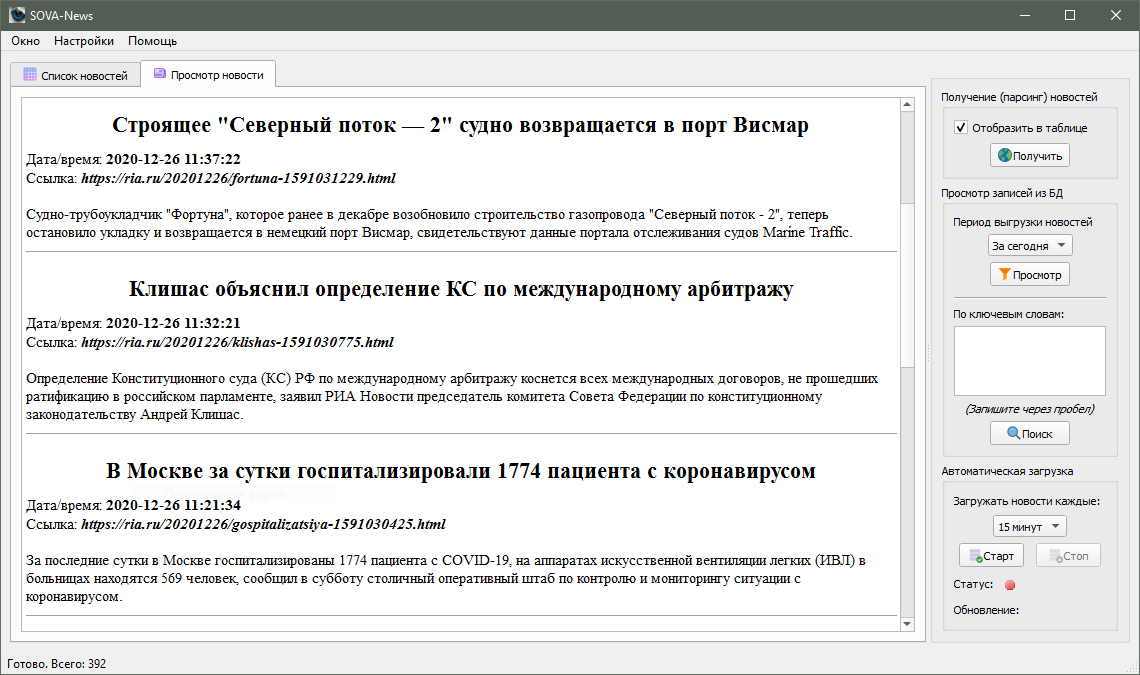 SOVA-News
Окно Настройки Помощь
Список новостей Просмотр новости
Строящее "Северный поток — 2" судно возвращается в порт Висмар
Дата/время: 2020-12-26 11:37:22
Ссылка: https://ria.ru/20201226/fortuna-1591031229.html
Судно-трубоукладчик "Фортуна", которое ранее в декабре возобновило строительство газопровода "Северный поток - 2", теперь
остановило укладку и возвращается в немецкий порт Висмар, свидетельствуют данные портала отслеживания судов Marine Traffic.
Клишас объяснил определение КС по международному арбитражу
Дата/время: 2020-12-26 11:32:21
Ссылка: https://ria.ru/20201226/klishas-1591030775.html
Определение Конституционного суда (КС) РФ по международному арбитражу коснется всех международных договоров, не прошедших
ратификацию в российском парламенте, заявил РИА Новости председатель комитета Совета Федерации по конституционному
законодательству Андрей Клишас.
В Москве за сутки госпитализировали 1774 пациента с коронавирусом
Дата/время: 2020-12-26 11:21:34
Ссылка: https://ria.ru/20201226/gospitalizatsiya-1591030425.html
За последние сутки в Москве госпитализированы 1774 пациента с COVID-19, на аппаратах искусственной вентиляции легких (ИВЛ) в
больницах находятся 569 человек, сообщил в субботу столичный оперативный штаб по контролю и мониторингу ситуации с
коронавирусом.
Получение (парсинг) новостей
Отобразить в таблице
Получить
Просмотр записей из БД
Период выгрузки новостей
За сегодня
Просмотр
По ключевым словам:
(Запишите через пробел)
Поиск
Автоматическая загрузка
Загружать новости каждые:
15 минут
Старт Стоп
Статус:
Обновление:
Готово. Всего: 392